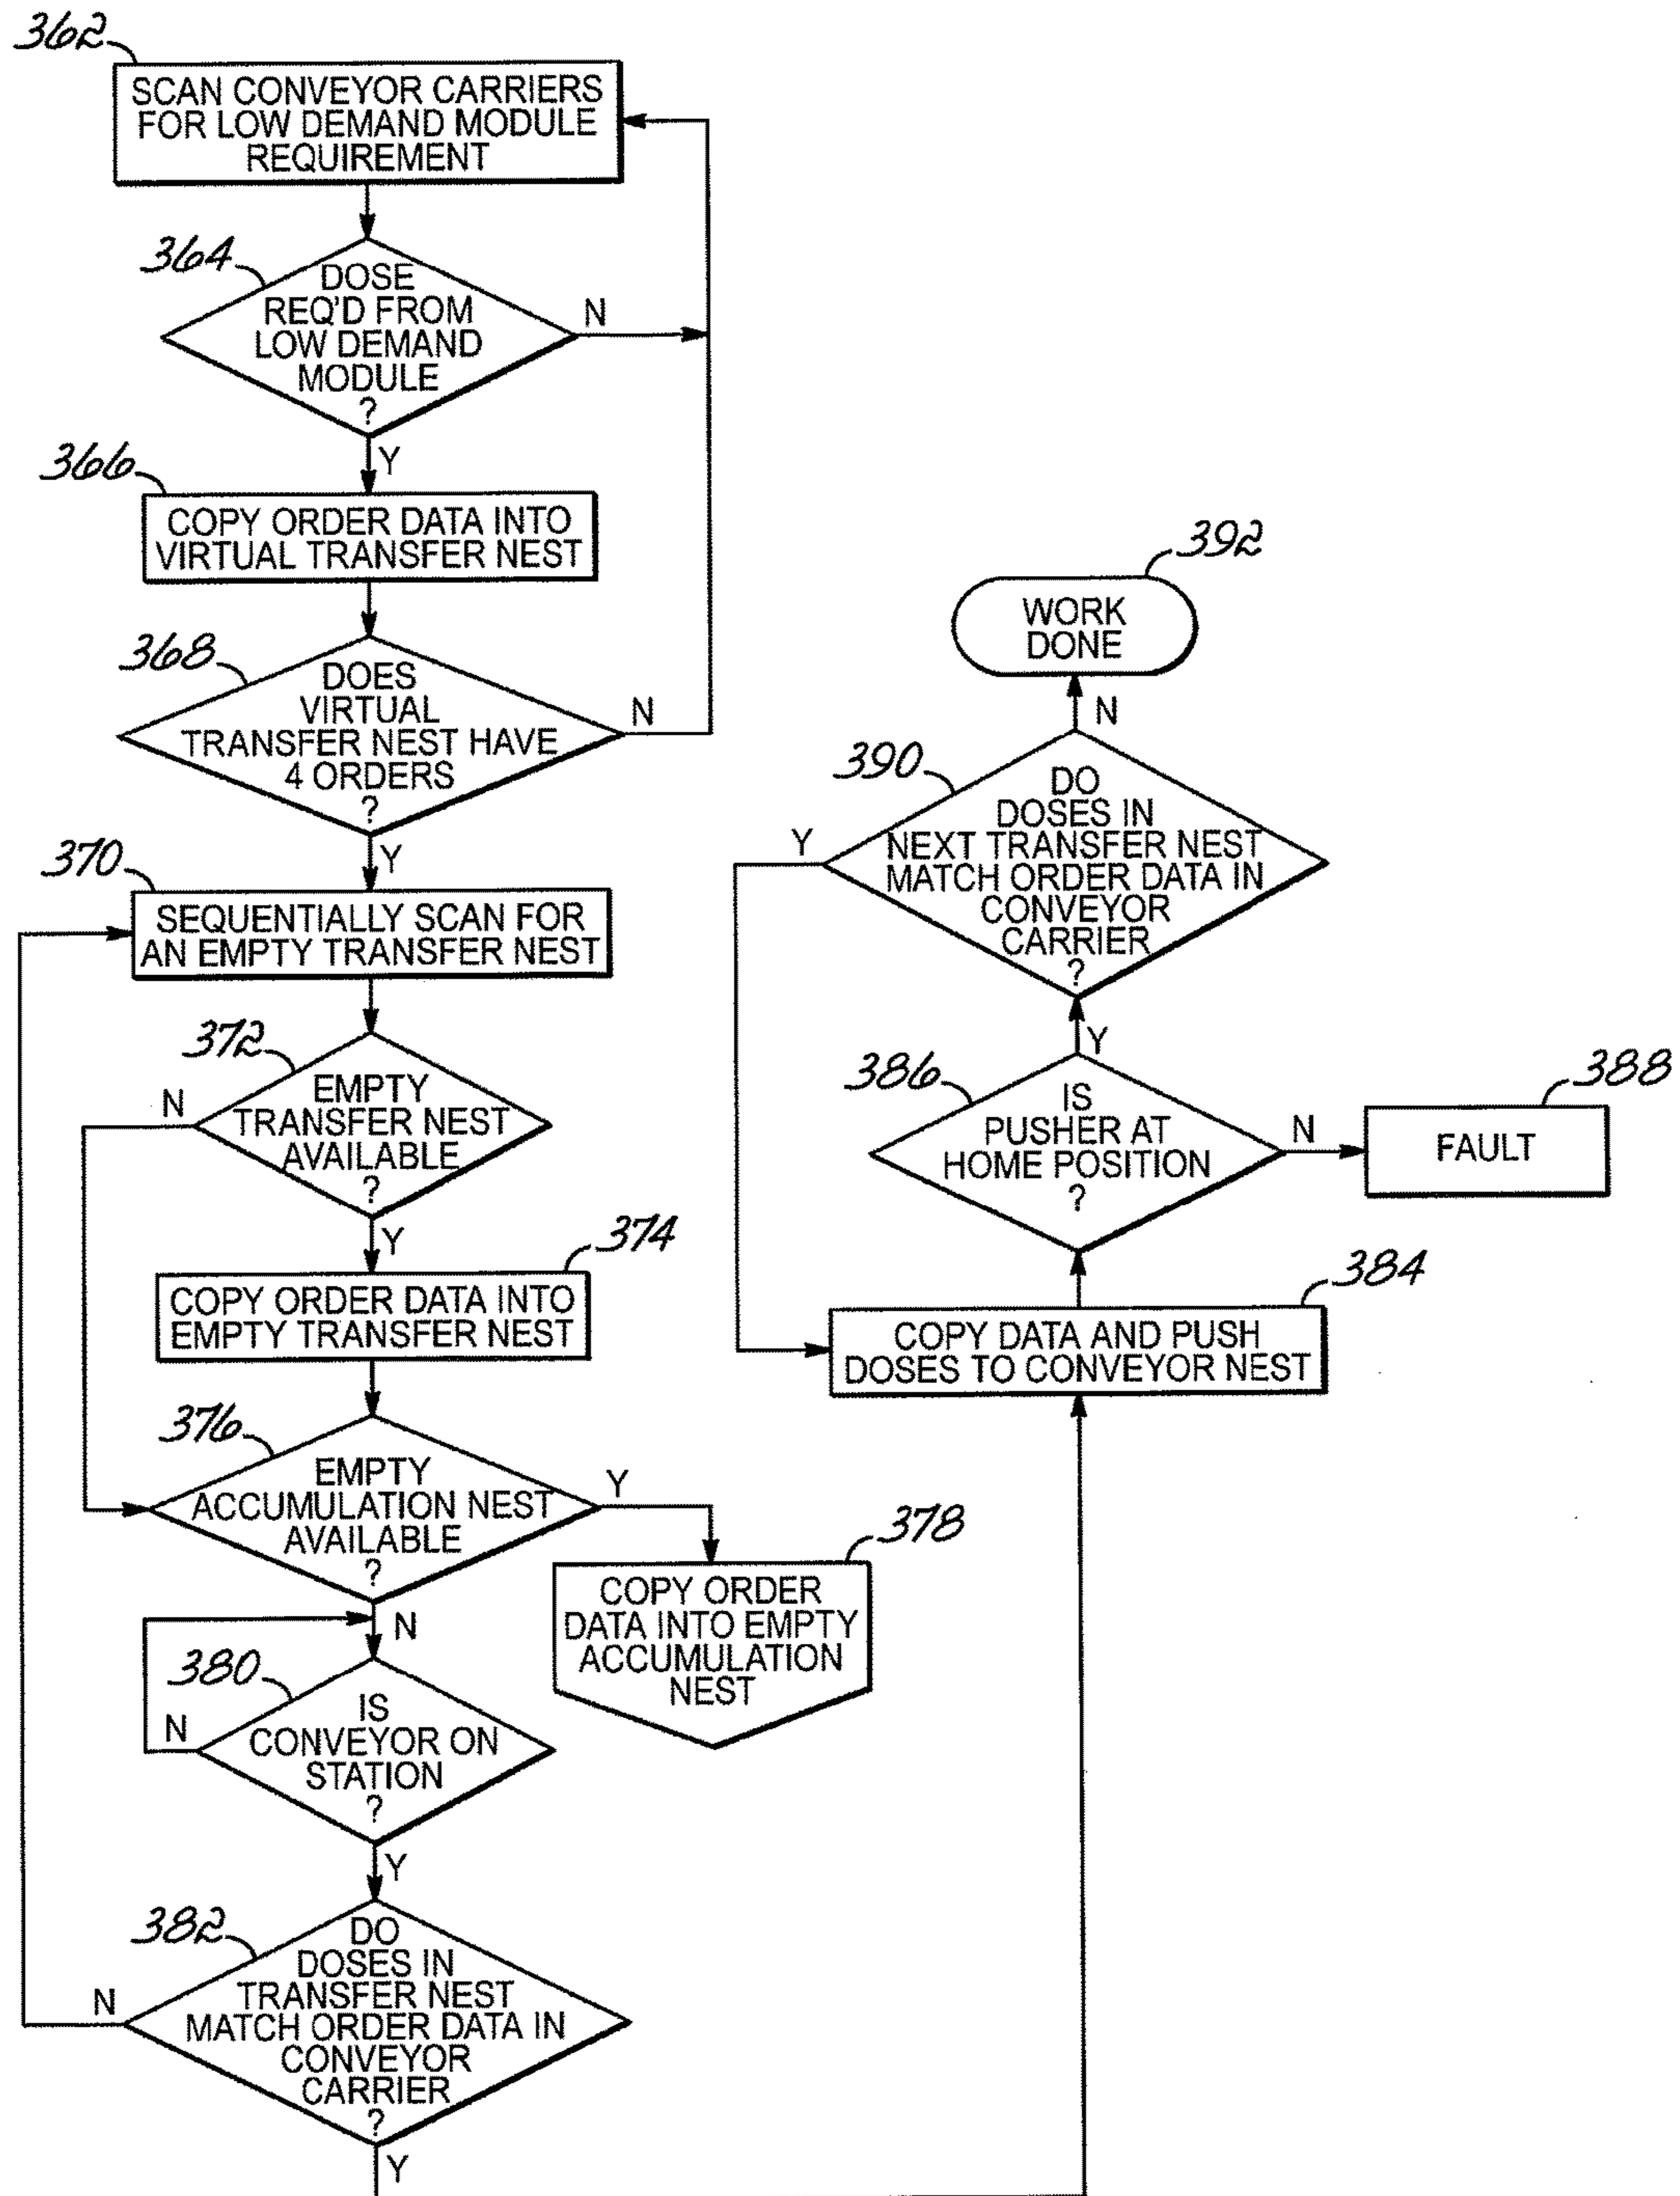 362
SCAN CONVEYOR CARRIERS
FOR LOW DEMAND MODULE
REQUIREMENT
364
DOSE
REQ'D FROM
LOW DEMAND
MODULE
?
N
Y
366
COPY ORDER DATA INTO
VIRTUAL TRANSFER NEST
368
DOES
VIRTUAL
TRANSFER NEST HAVE
4 ORDERS
?
N
Y
370
SEQUENTIALLY SCAN FOR
AN EMPTY TRANSFER NEST
372
EMPTY
TRANSFER NEST
AVAILABLE
?
N
Y
374
COPY ORDER DATA INTO
EMPTY TRANSFER NEST
376
EMPTY
ACCUMULATION NEST
AVAILABLE
?
Y
N
378
COPY ORDER
DATA INTO EMPTY
ACCUMULATION
NEST
380
IS
CONVEYOR ON
STATION
?
N
Y
382
DO
DOSES IN
TRANSFER NEST
MATCH ORDER DATA IN
CONVEYOR
CARRIER
?
N
Y
392
WORK
DONE
N
390
DO
DOSES IN
NEXT TRANSFER NEST
MATCH ORDER DATA IN
CONVEYOR
CARRIER
?
Y
Y
386
IS
PUSHER AT
HOME POSITION
?
N
388
FAULT
384
COPY DATA AND PUSH
DOSES TO CONVEYOR NEST